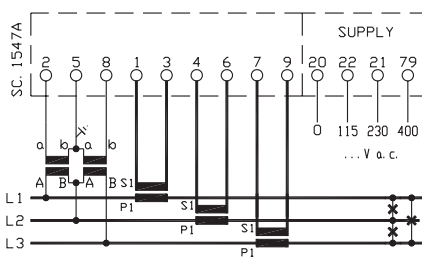 SC. 1547A
SUPPLY
2 5 8 1 3 4 6 7 9 20 22 21 79
0 115 230 400
...V a.c.
a b a b
A B A B
S1
L1
P1
S1
L2
P1
S1
L3
P1